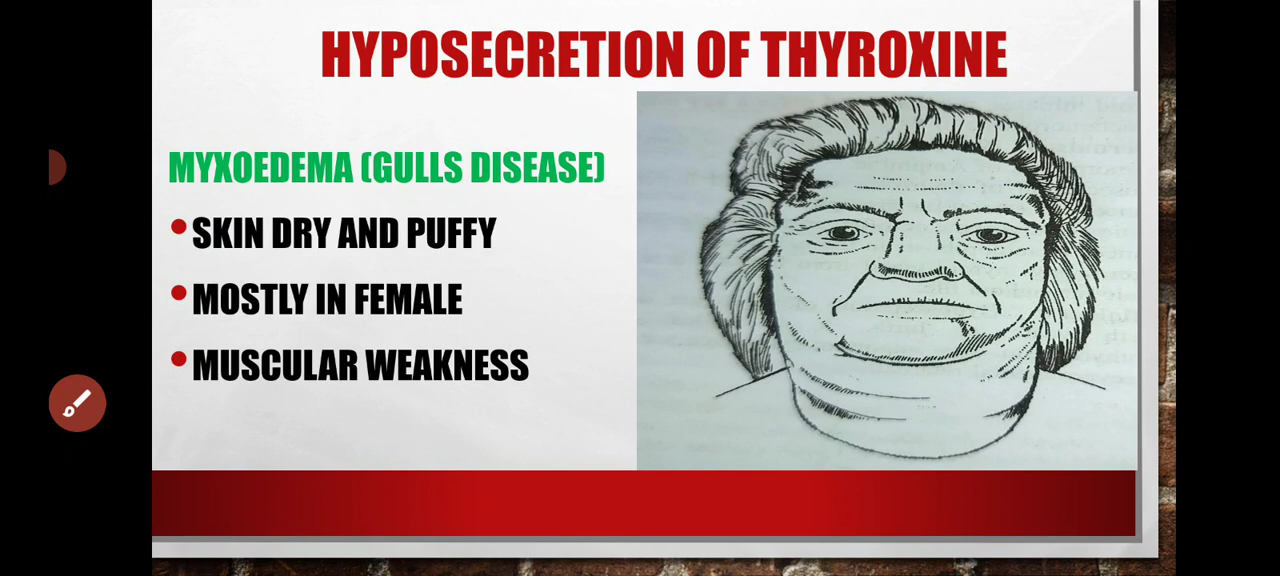 HYPOSECRETION OF THYROXINE
MYXOEDEMA (GULLS DISEASE)
•SKIN DRY AND PUFFY
•MOSTLY IN FEMALE
•MUSCULAR WEAKNESS